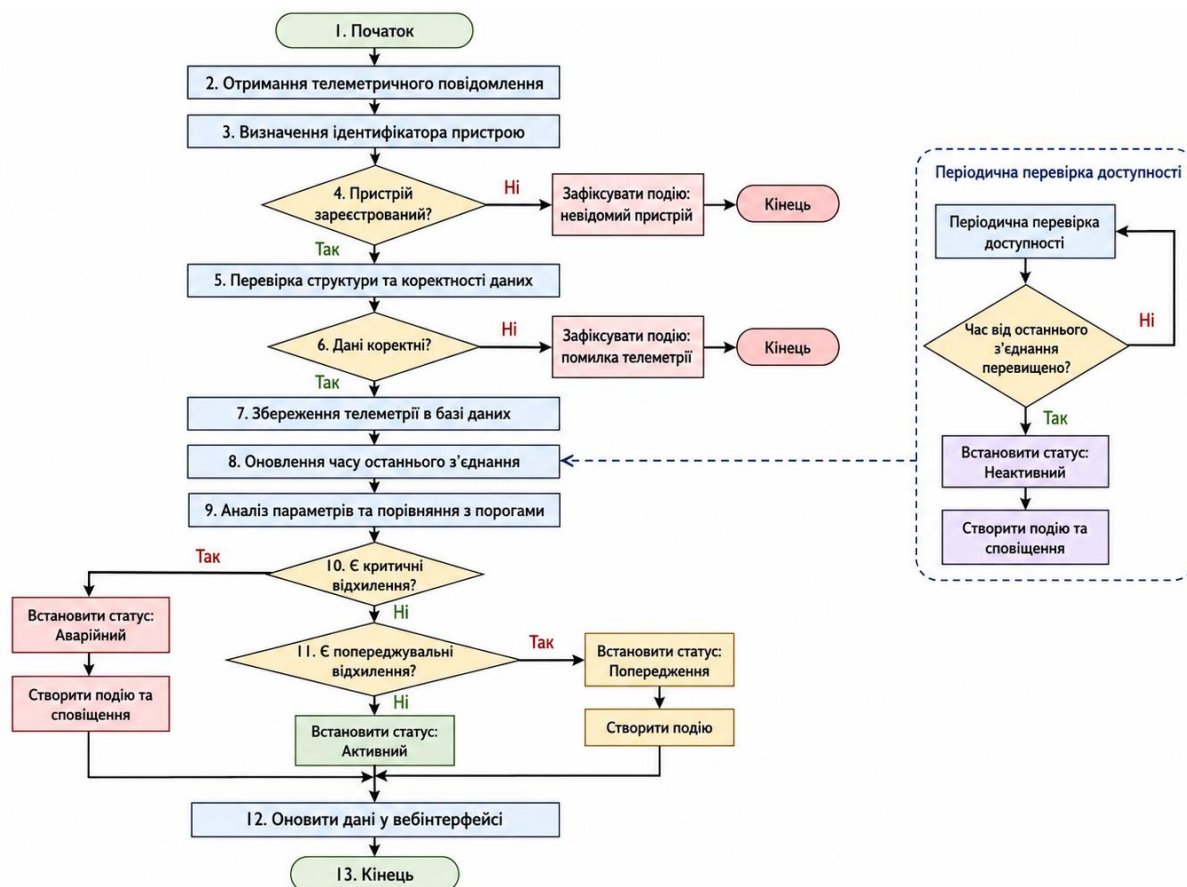 1. Початок
2. Отримання телеметричного повідомлення
3. Визначення ідентифікатора пристрою
4. Пристрій
зареєстрований?
Ні
Зафіксувати подію:
невідомий пристрій
Кінець
Так
5. Перевірка структури та коректності даних
6. Дані коректні?
Ні
Зафіксувати подію:
помилка телеметрії
Кінець
Так
7. Збереження телеметрії в базі даних
8. Оновлення часу останнього з’єднання
9. Аналіз параметрів та порівняння з порогами
10. Є критичні
відхилення?
Так
Встановити статус:
Аварійний
Створити подію та
сповіщення
Ні
11. Є попереджувальні
відхилення?
Так
Встановити статус:
Попередження
Створити подію
Ні
Встановити статус:
Активний
12. Оновити дані у вебінтерфейсі
13. Кінець
Періодична перевірка доступності
Періодична перевірка
доступності
Час від останнього
з’єднання
перевищено?
Ні
Так
Встановити статус:
Неактивний
Створити подію та
сповіщення